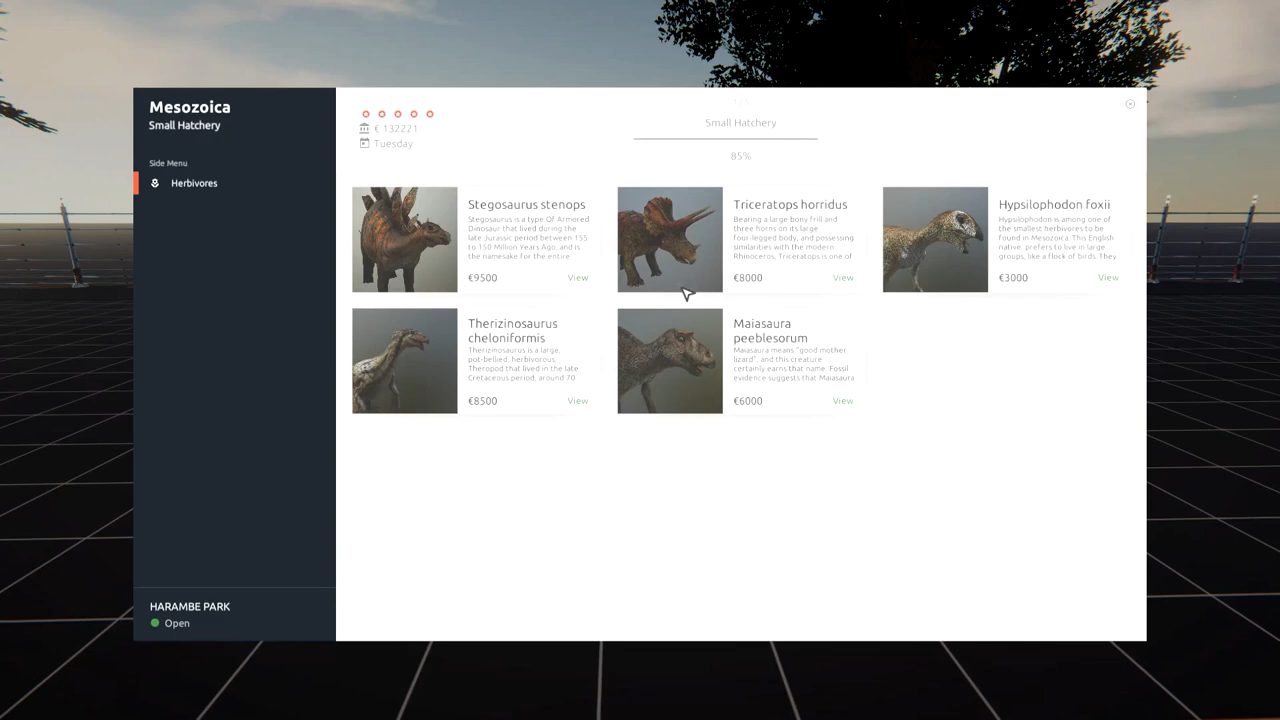 Mesozoica
Small Hatchery
Side Menu
Herbivores
HARAMBE PARK
Open
€ 132221
Tuesday
Small Hatchery
85%
Stegosaurus stenops
Stegosaurus is a type Of Armored
Dinosaur that lived during the
late Jurassic period between 155
to 150 Million Years Ago, and is
the namesake for the entire
€9500
View
Triceratops horridus
Bearing a large bony frill and
three horns on its large
four-legged body, and possessing
similarities with the modern
Rhinoceros, Triceratops is one of
€8000
View
Hypsilophodon foxii
Hypsilophodon is among one of
the smallest herbivores to be
found in Mesozoica. This English
native prefers to live in large
groups, like a flock of birds. They
€3000
View
Therizinosaurus
cheloniformis
Therizinosaurus is a large,
pot-bellied, herbivorous,
Theropod that lived in the late
Cretaceous period, around 70
€8500
View
Maiasaura
peeblesorum
Maiasaura means "good mother
lizard", and this creature
certainly earns that name. Fossil
evidence suggests that Maiasaura
€6000
View